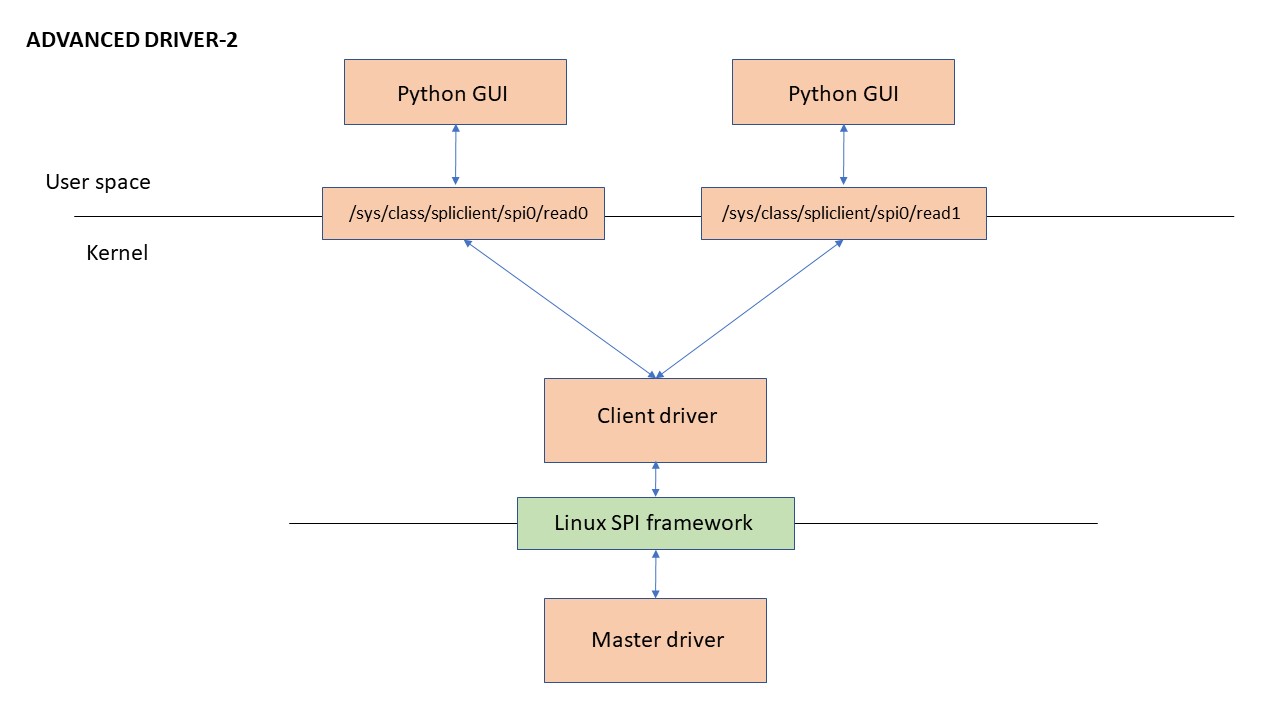 ADVANCED DRIVER-2
Python GUI
Python GUI
User space
/sys/class/spliclient/spi0/read0
/sys/class/spliclient/spi0/read1
Kernel
Client driver
Linux SPI framework
Master driver